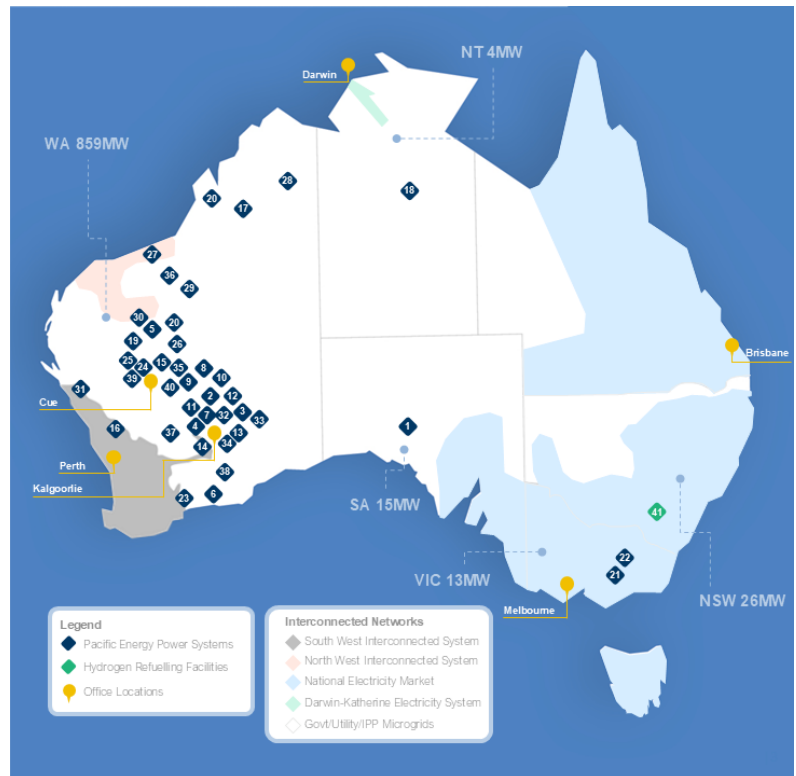 NT 4MW
Darwin
WA 859MW
28
18
20
17
27
36
29
30
20
5
19
26
25
24
15
35
8
39
40
9
10
31
Cue
2
12
11
7
32
3
33
16
4
37
13
34
14
1
Brisbane
Perth
Kalgoorlie
38
23
6
SA 15MW
41
22
21
VIC 13MW
NSW 26MW
Melbourne
Legend
Pacific Energy Power Systems
Hydrogen Refuelling Facilities
Office Locations
Interconnected Networks
South West Interconnected System
North West Interconnected System
National Electricity Market
Darwin-Katherine Electricity System
Govt/Utility/IPP Microgrids